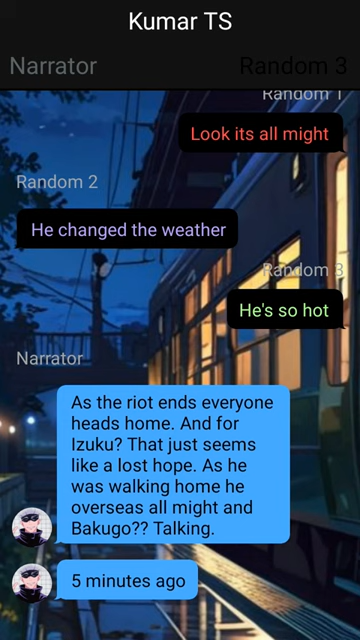 Kumar TS
Narrator
Random 3
Random 1
Look its all might
Random 2
He changed the weather
Random 3
He's so hot
Narrator
As the riot ends everyone
heads home. And for
Izuku? That just seems
like a lost hope. As he
was walking home he
overseas all might and
Bakugo?? Talking.
5 minutes ago